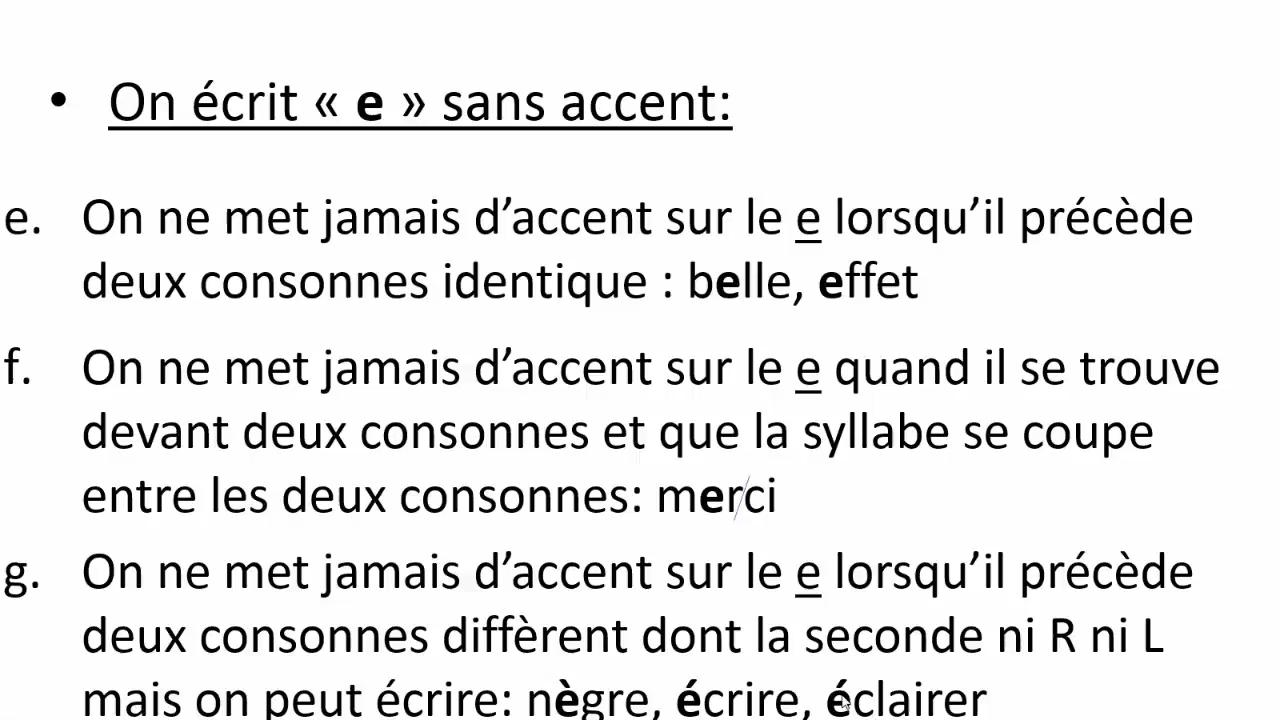 • On écrit « e » sans accent:
e. On ne met jamais d’accent sur le e lorsqu’il précède
deux consonnes identique : belle, effet
f. On ne met jamais d’accent sur le e quand il se trouve
devant deux consonnes et que la syllabe se coupe
entre les deux consonnes: mer/ci
g. On ne met jamais d’accent sur le e lorsqu’il précède
deux consonnes diffèrent dont la seconde ni R ni L
mais on peut écrire: nègre, écrire, éclairer